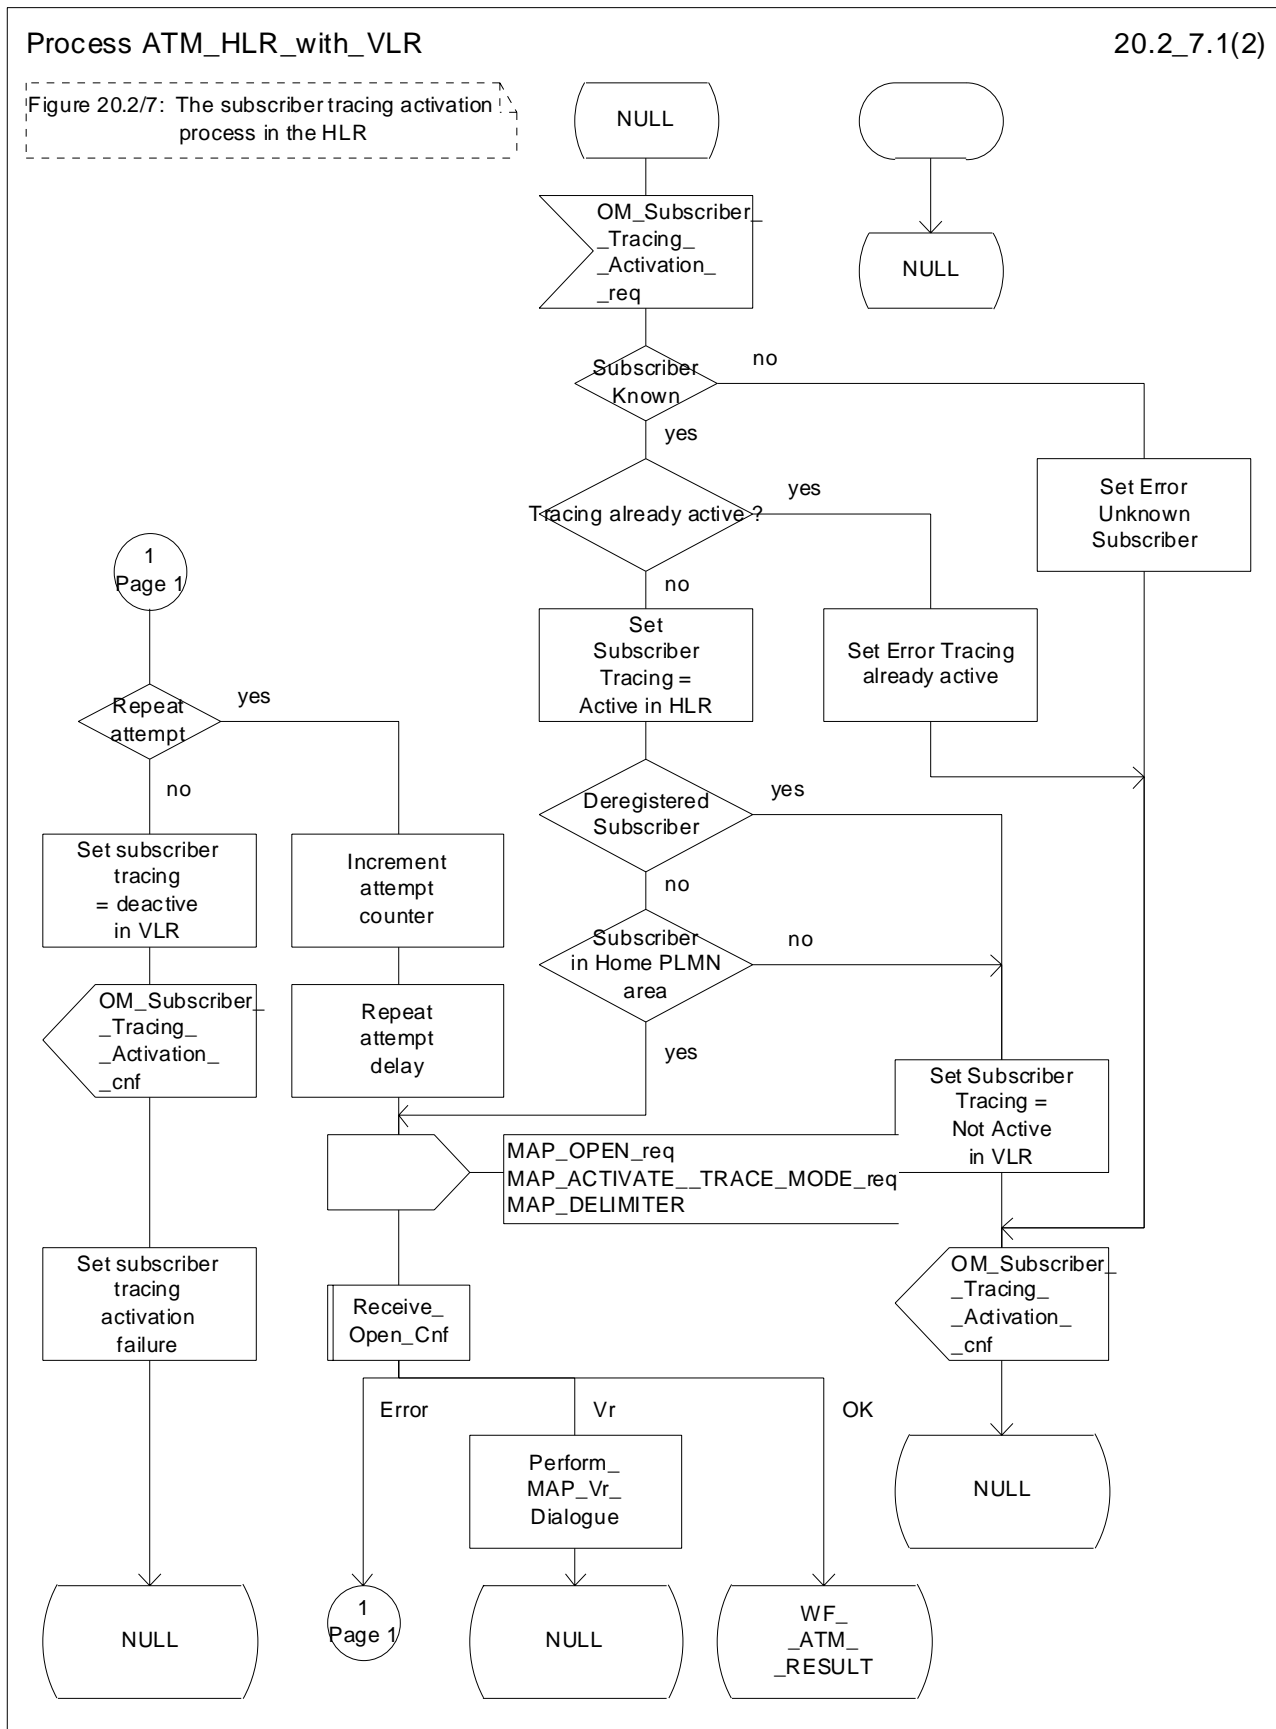 Process ATM_HLR_with_VLR
20.2_7.1(2)
Figure 20.2/7: The subscriber tracing activation
process in the HLR
NULL
NULL
OM_Subscriber_
_Tracing_
_Activation_
_req
Subscriber
Known
no
yes
Set Error
Unknown
Subscriber
Tracing already active ?
yes
no
1
Page 1
Set
Subscriber
Tracing =
Active in HLR
Set Error Tracing
already active
Repeat
attempt
yes
no
Deregistered
Subscriber
yes
no
Set subscriber
tracing
= deactive
in VLR
Increment
attempt
counter
Subscriber
in Home PLMN
area
no
yes
OM_Subscriber_
_Tracing_
_Activation_
_cnf
Repeat
attempt
delay
Set Subscriber
Tracing =
Not Active
in VLR
MAP_OPEN_req
MAP_ACTIVATE__TRACE_MODE_req
MAP_DELIMITER
Set subscriber
tracing
activation
failure
Receive_
Open_Cnf
OM_Subscriber_
_Tracing_
_Activation_
_cnf
Error
Vr
OK
Perform_
MAP_Vr_
Dialogue
NULL
NULL
1
Page 1
NULL
WF_
_ATM_
_RESULT